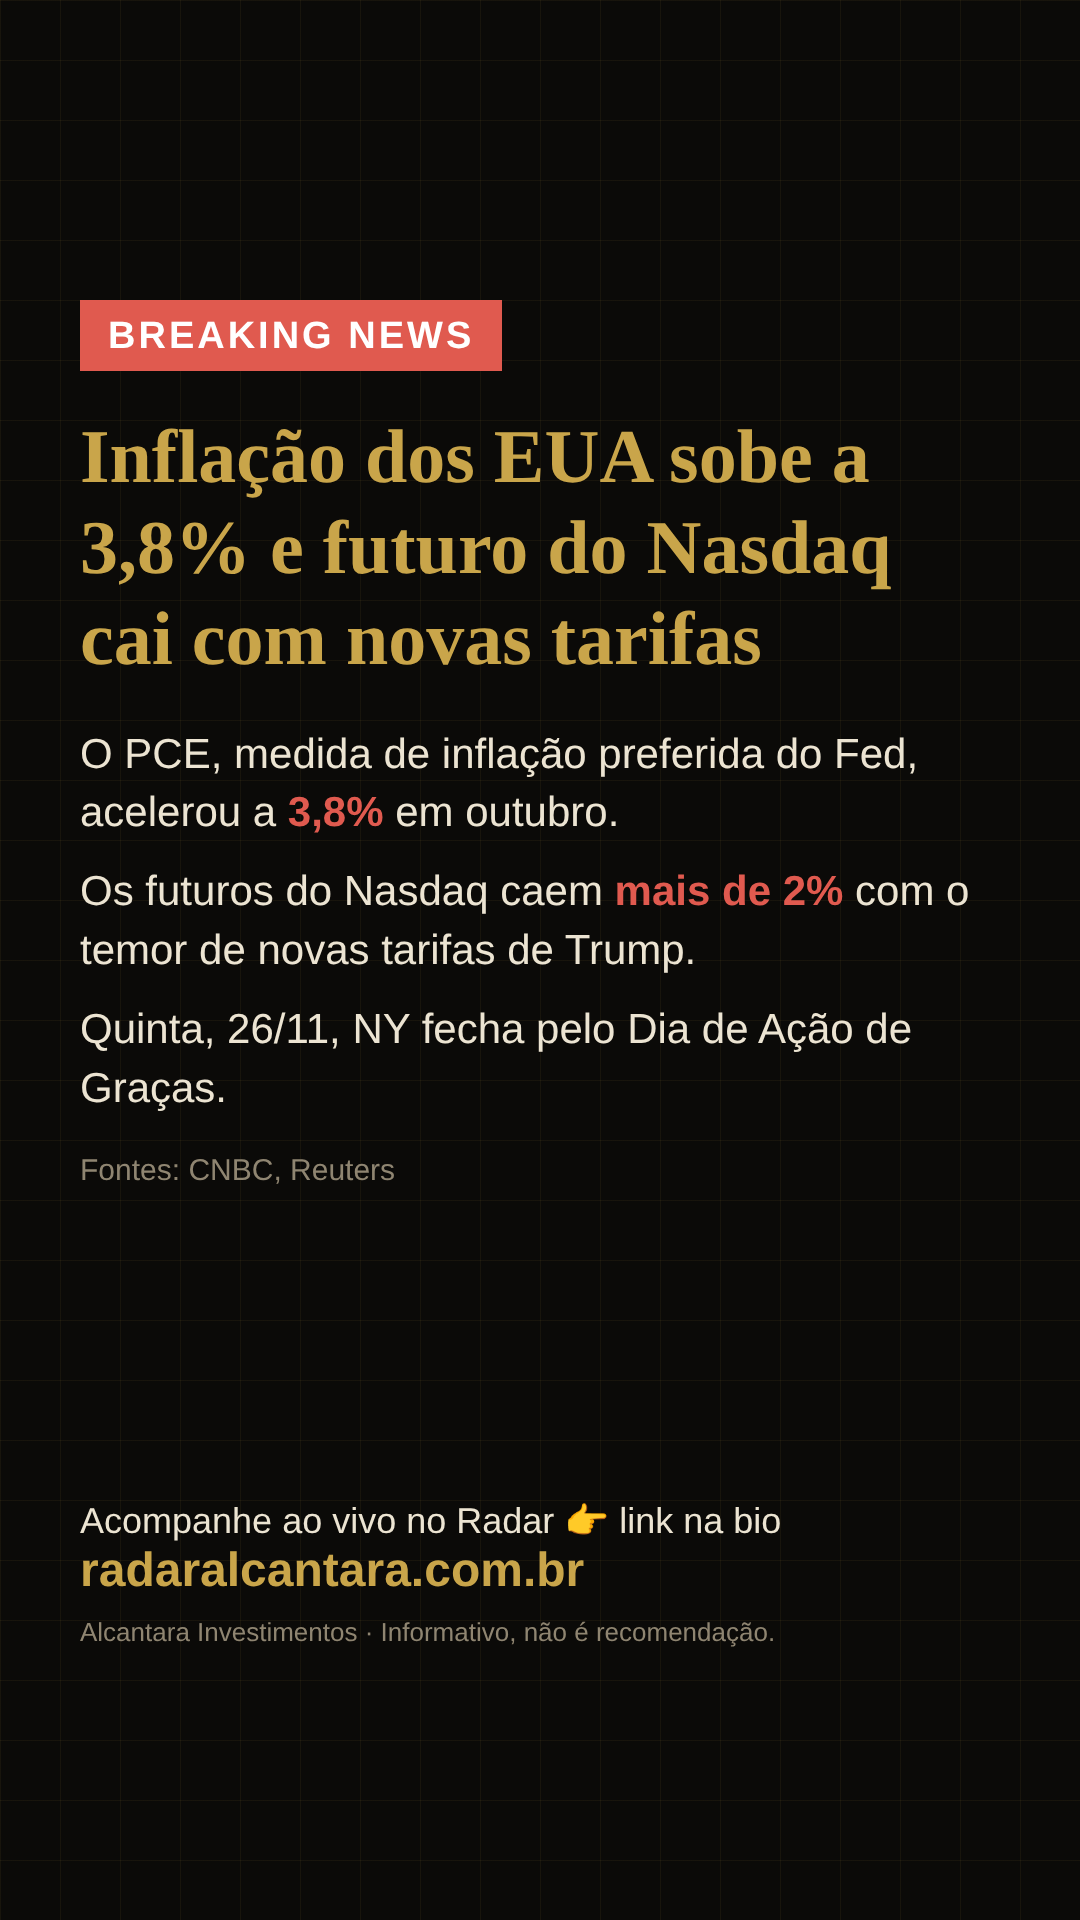 BREAKING NEWS
Inflação dos EUA sobe a
3,8% e futuro do Nasdaq
cai com novas tarifas
O PCE, medida de inflação preferida do Fed,
acelerou a 3,8% em outubro.
Os futuros do Nasdaq caem mais de 2% com o
temor de novas tarifas de Trump.
Quinta, 26/11, NY fecha pelo Dia de Ação de
Graças.
Fontes: CNBC, Reuters
Acompanhe ao vivo no Radar 👉 link na bio
radaralcantara.com.br
Alcantara Investimentos · Informativo, não é recomendação.